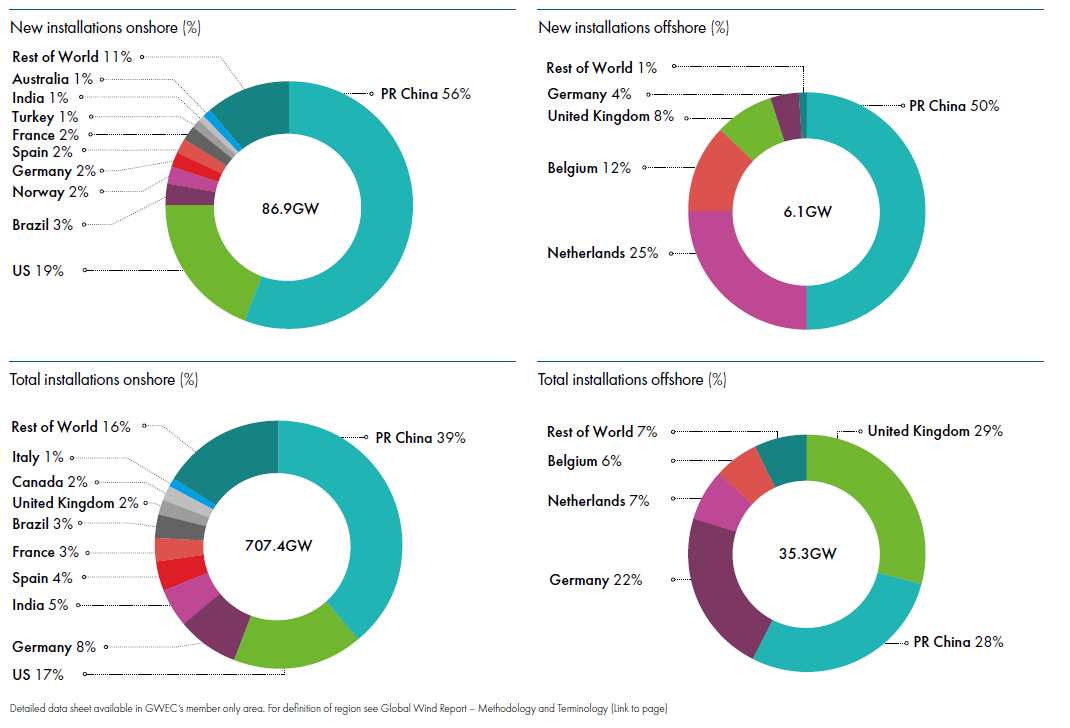 New installations onshore (%)
Rest of World 11%
Australia 1%
India 1%
Turkey 1%
France 2%
Spain 2%
Germany 2%
Norway 2%
Brazil 3%
US 19%
PR China 56%
86.9GW
New installations offshore (%)
Rest of World 1%
Germany 4%
United Kingdom 8%
Belgium 12%
Netherlands 25%
PR China 50%
6.1GW
Total installations onshore (%)
Rest of World 16%
Italy 1%
Canada 2%
United Kingdom 2%
Brazil 3%
France 3%
Spain 4%
India 5%
Germany 8%
US 17%
PR China 39%
707.4GW
Total installations offshore (%)
Rest of World 7%
Belgium 6%
Netherlands 7%
Germany 22%
United Kingdom 29%
PR China 28%
35.3GW
Detailed data sheet available in GWEC's member only area. For definition of region see Global Wind Report – Methodology and Terminology (Link to page)